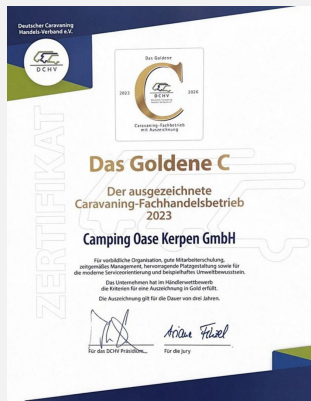 Deutscher Caravaning
Handels-Verband e.V.
DCHV
Das Goldene
2023
2026
C
DCHV
Caravaning-Fachbetrieb
mit Auszeichnung
ZERTIFIKAT
Das Goldene C
Der ausgezeichnete
Caravaning-Fachhandelsbetrieb
2023
Camping Oase Kerpen GmbH
Für vorbildliche Organisation, gute Mitarbeiterschulung,
zeitgemäßes Management, hervorragende Platzgestaltung sowie für
die moderne Serviceorientierung und beispielhaftes Umweltbewusstsein.
Das Unternehmen hat im Händlerwettbewerb
die Kriterien für eine Auszeichnung in Gold erfüllt.
Die Auszeichnung gilt für die Dauer von drei Jahren.
Für das DCHV Präsidium
Für die Jury